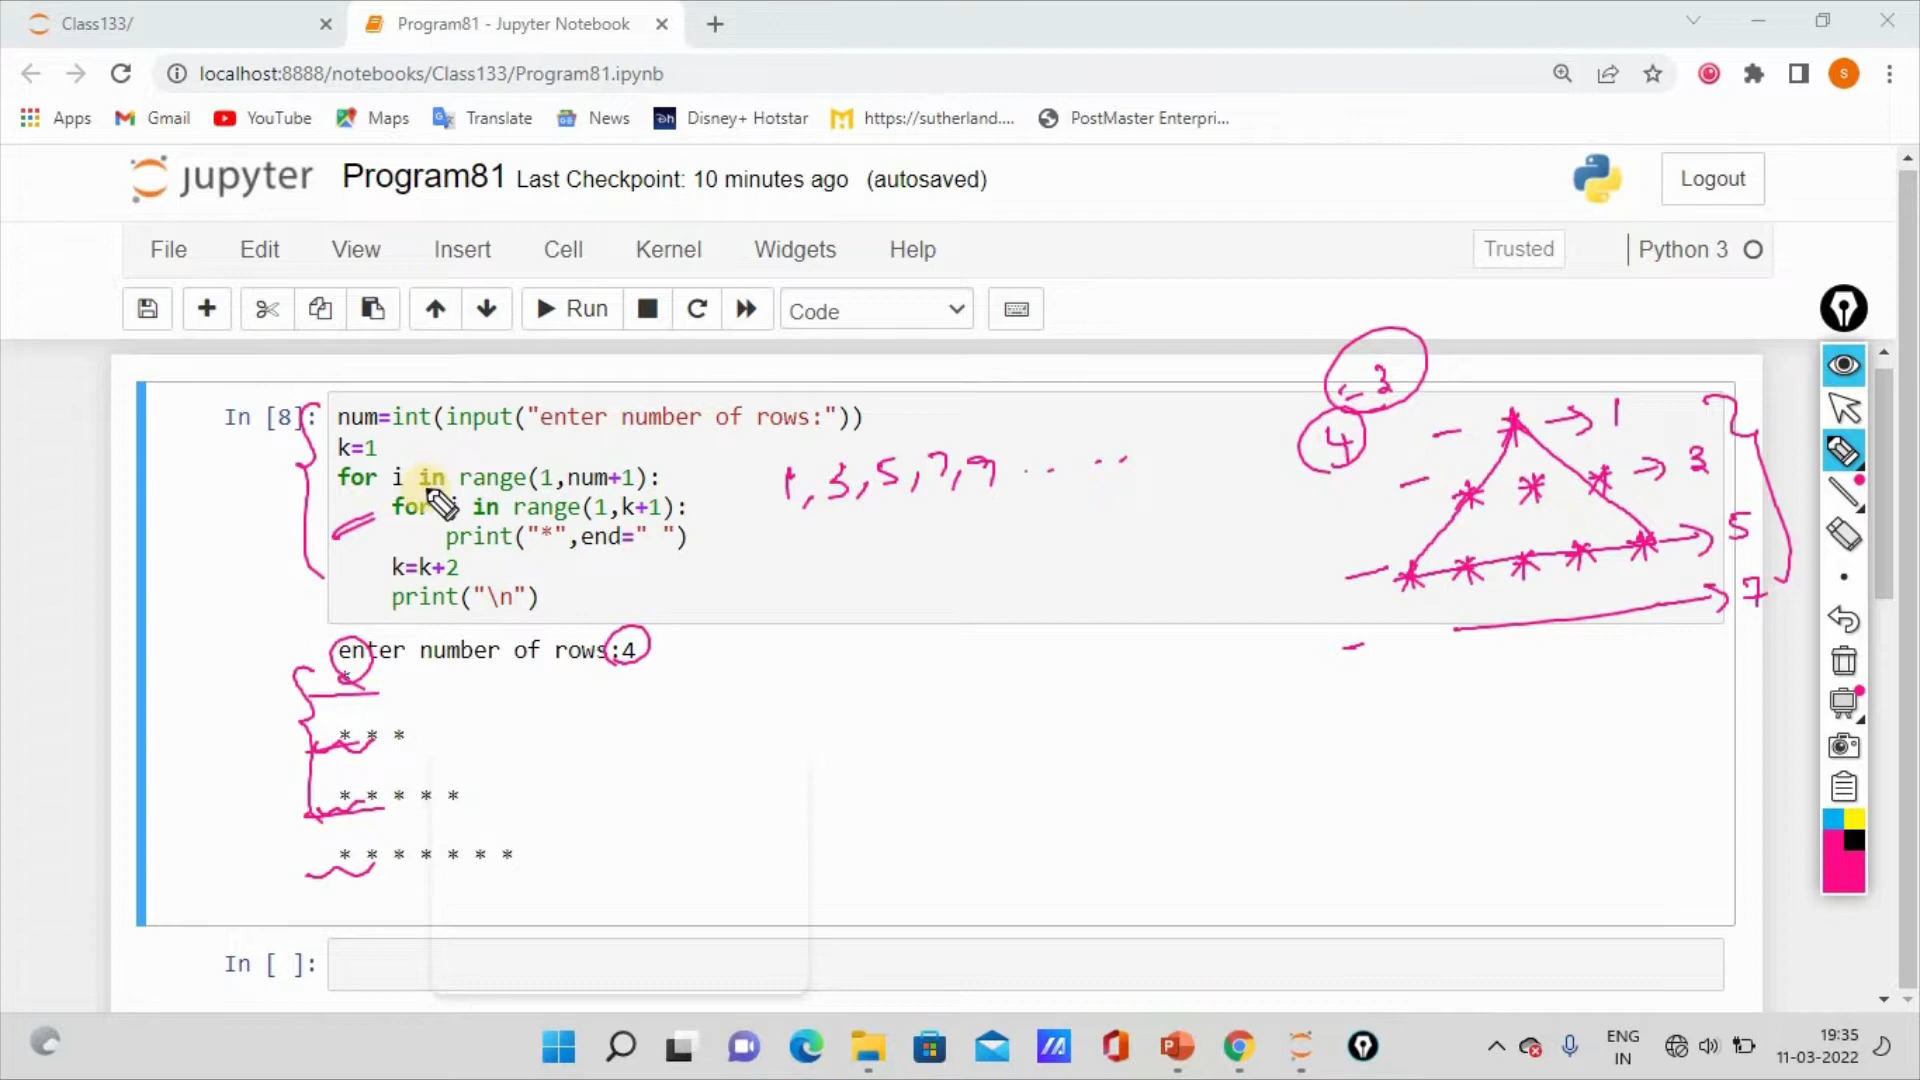 Class133/
Program81 - Jupyter Notebook
localhost:8888/notebooks/Class133/Program81.ipynb
S
Apps
Gmail
YouTube
Maps
Translate
News
Disney+ Hotstar
https://sutherland....
PostMaster Enterpri...
jupyter
Program81 Last Checkpoint: 10 minutes ago (autosaved)
Logout
File Edit View Insert Cell Kernel Widgets Help
Trusted
Python 3
Run
Code
3
4
In [8]:
num=int(input("enter number of rows:"))
k=1
for i in range(1,num+1):
for j in range(1,k+1):
print("*",end=" ")
k=k+2
print("\n")
1, 3, 5, 7, 9 .. ..
* → 1
* * * → 3
* * * * * → 5
→ 7
enter number of rows:4
*
* * *
* * * * *
* * * * * * *
In [ ]:
ENG
IN
19:35
11-03-2022